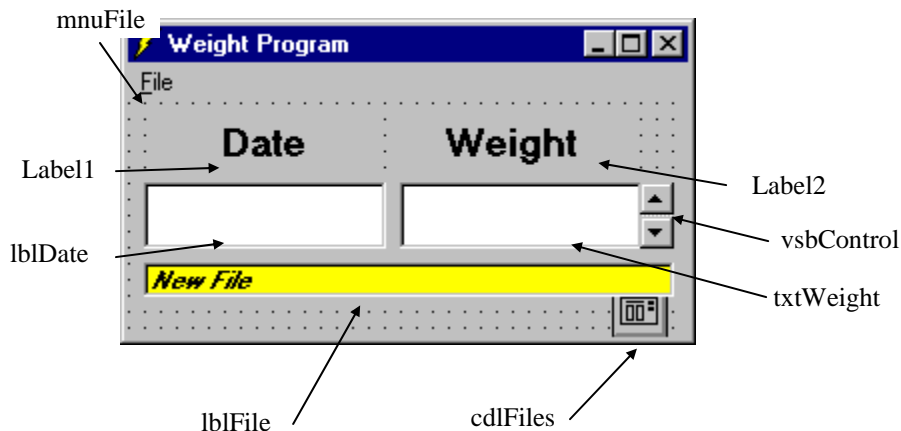 mnuFile
Weight Program
File
Date Weight
Label1
Label2
lblDate
vsbControl
New File
txtWeight
lblFile
cdlFiles